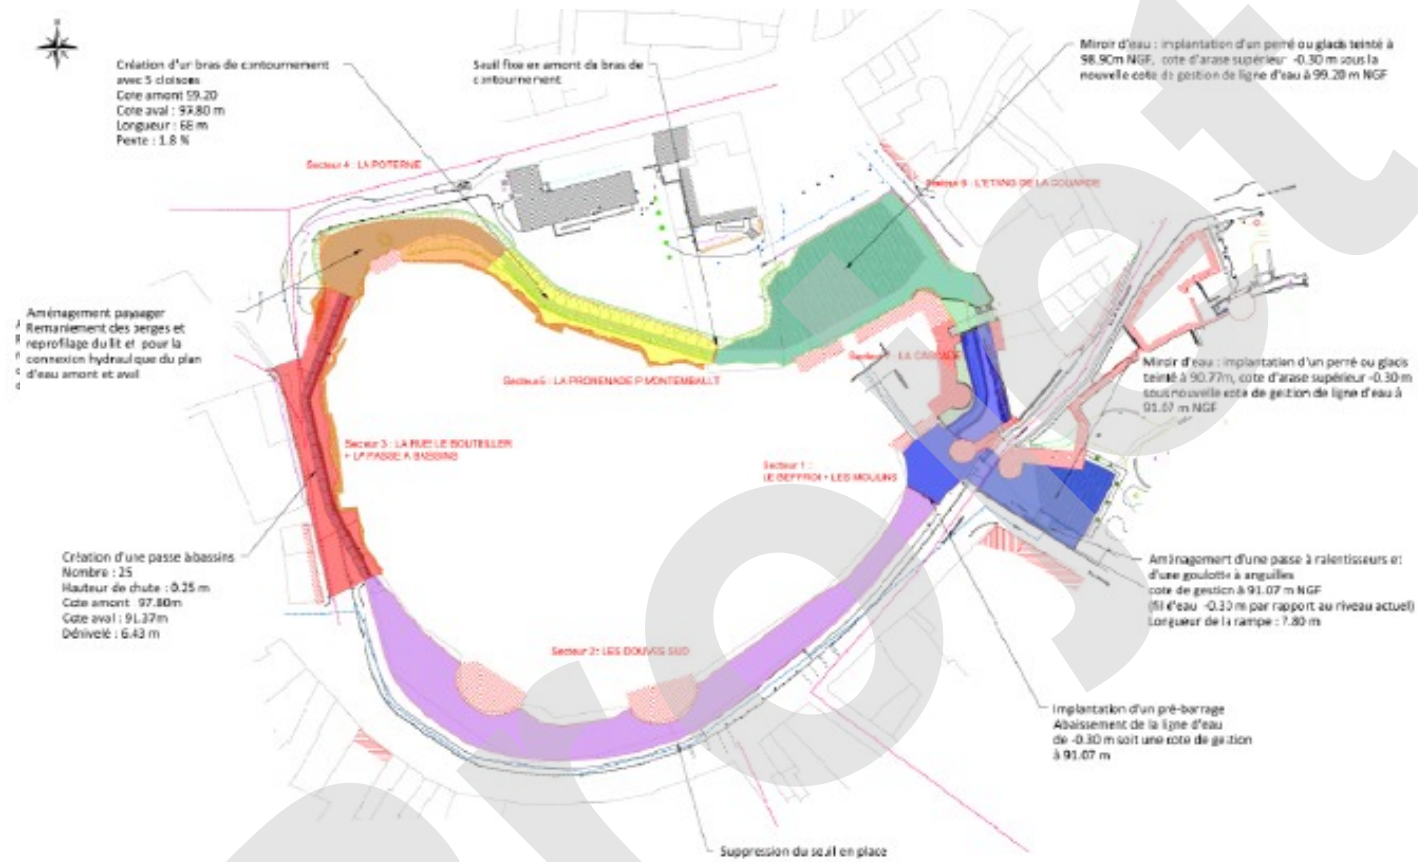 Création d'un bras de contournement
avec 5 cloisons
Cote amont 99.20
Cote aval : 97.80 m
Longueur : 68 m
Pente : 1.8 %
Seuil fixe en amont de bras de
contournement
Miroir d'eau : implantation d'un perré ou glacis teinté à
98.90m NGF, cote d'arase supérieur -0.30 m sous la
nouvelle cote de gestion de ligne d'eau à 99.20 m NGF
Secteur 4 : LA POTERNE
Secteur 6 : L'ETANG DE LA COUARDE
Aménagement paysager
Remaniement des berges et
reprofilage du lit et pour la
connexion hydraulique du plan
d'eau amont et aval
Secteur 5 : LA PROMENADE P MONTEMBAULT
LA CASCADE
Miroir d'eau : implantation d'un perré ou glacis
teinté à 90.77m, cote d'arase supérieur -0.30 m
sous nouvelle cote de gestion de ligne d'eau à
91.07 m NGF
Secteur 3 : LA RUE LE BOUTEILLER
+ LA PASSE A BASSINS
Secteur 1 :
LE BEFFROI + LES MOULINS
Création d'une passe à bassins
Nombre : 25
Hauteur de chute : 0.25 m
Cote amont : 97.80m
Cote aval : 91.37m
Dénivelé : 6.43 m
Aménagement d'une passe à ralentisseurs et
d'une goulotte à anguilles
cote de gestion à 91.07 m NGF
(fil d'eau -0.30 m par rapport au niveau actuel)
Longueur de la rampe : 7.80 m
Secteur 2 : LES DOUVES SUD
Implantation d'un pré-barrage
Abaissement de la ligne d'eau
de -0.30 m soit une cote de gestion
à 91.07 m
Suppression du seuil en place